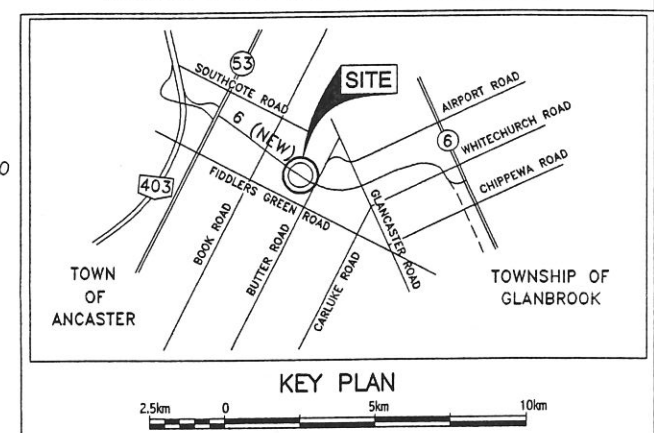 53
SOUTHCOTE ROAD
SITE
6 (NEW)
AIRPORT ROAD
6
WHITECHURCH ROAD
CHIPPEWA ROAD
403
FIDDLERS GREEN ROAD
GLANCASTER ROAD
BOOK ROAD
BUTTER ROAD
CARLUKE ROAD
TOWN
OF
ANCASTER
TOWNSHIP OF
GLANBROOK
KEY PLAN
2.5km 0 5km 10km